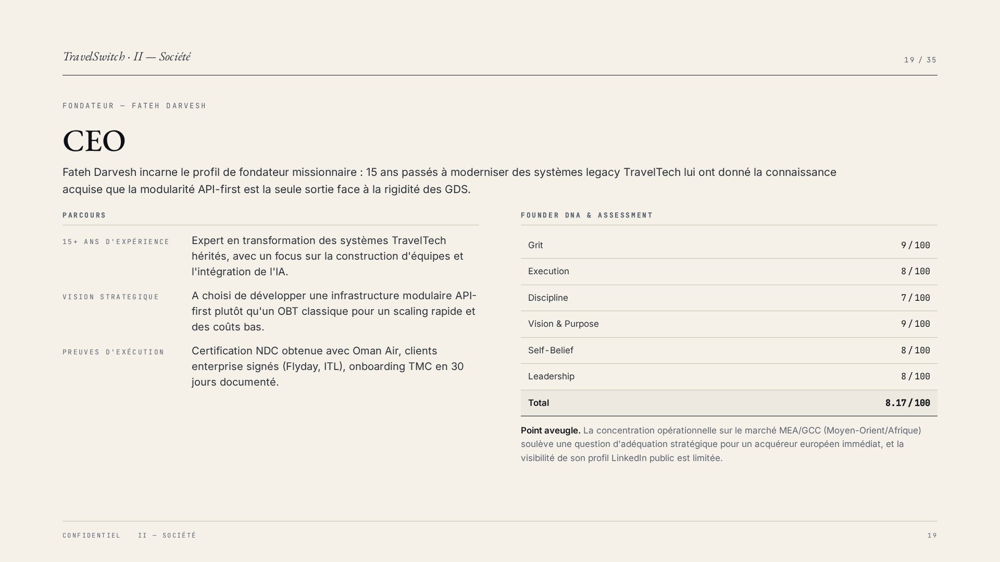 TravelSwitch · II — Société
19 / 35
FONDATEUR — FATEH DARVESH
CEO
Fateh Darvesh incarne le profil de fondateur missionnaire : 15 ans passés à moderniser des systèmes legacy TravelTech lui ont donné la connaissance
acquise que la modularité API-first est la seule sortie face à la rigidité des GDS.
PARCOURS
15+ ANS D'EXPÉRIENCE
Expert en transformation des systèmes TravelTech
hérités, avec un focus sur la construction d'équipes et
l'intégration de l'IA.
VISION STRATEGIQUE
A choisi de développer une infrastructure modulaire API-
first plutôt qu'un OBT classique pour un scaling rapide et
des coûts bas.
PREUVES D'EXÉCUTION
Certification NDC obtenue avec Oman Air, clients
enterprise signés (Flyday, ITL), onboarding TMC en 30
jours documenté.
FOUNDER DNA & ASSESSMENT
Grit 9 / 100
Execution 8 / 100
Discipline 7 / 100
Vision & Purpose 9 / 100
Self-Belief 8 / 100
Leadership 8 / 100
Total 8.17 / 100
Point aveugle. La concentration opérationnelle sur le marché MEA/GCC (Moyen-Orient/Afrique)
soulève une question d'adéquation stratégique pour un acquéreur européen immédiat, et la
visibilité de son profil LinkedIn public est limitée.
CONFIDENTIEL II — SOCIÉTÉ
19